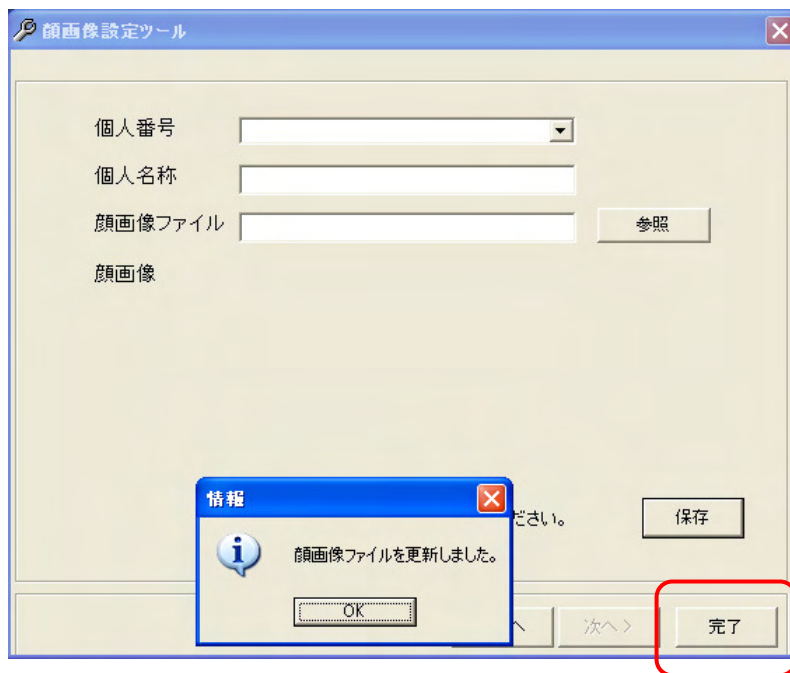 顔画像設定ツール
個人番号
個人名称
顔画像ファイル
参照
顔画像
情報
ださい。
保存
顔画像ファイルを更新しました。
OK
次へ >
完了